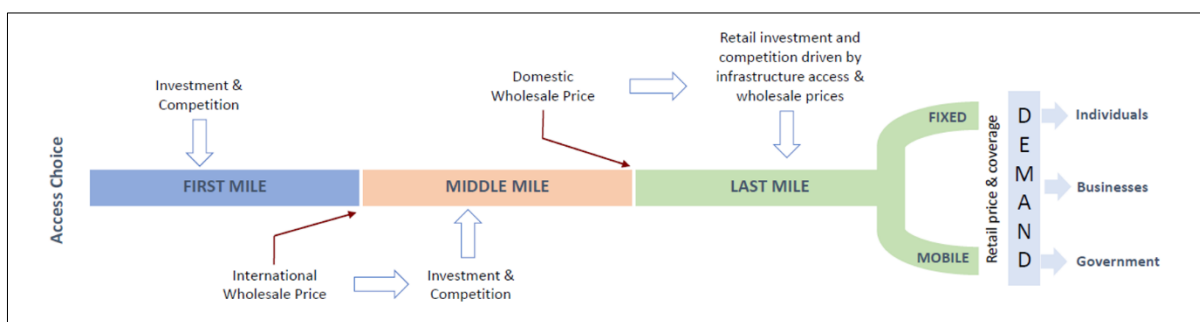 Retail investment and
competition driven by
infrastructure access &
wholesale prices
Investment &
Competition
Domestic
Wholesale Price
Access Choice
FIRST MILE
MIDDLE MILE
LAST MILE
FIXED
MOBILE
Retail price & coverage
DEMAND
Individuals
Businesses
Government
International
Wholesale Price
Investment &
Competition